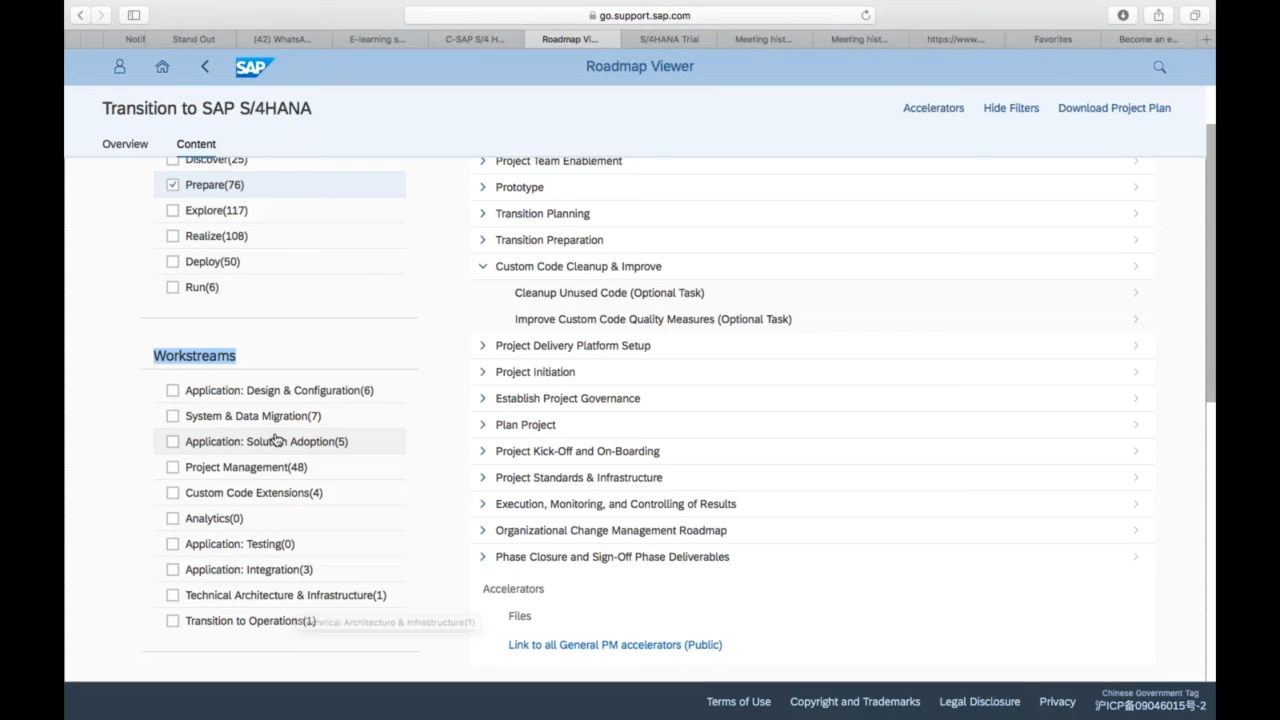 go.support.sap.com
Notif
Stand Out
(42) WhatsA...
E-learning s...
C-SAP S/4 H...
Roadmap Vi...
S/4HANA Trial
Meeting hist...
Meeting hist...
https://www....
Favorites
Become an e...
SAP
Roadmap Viewer
Transition to SAP S/4HANA
Accelerators
Hide Filters
Download Project Plan
Overview
Content
Discover(25)
Prepare(76)
Explore(117)
Realize(108)
Deploy(50)
Run(6)
Workstreams
Application: Design & Configuration(6)
System & Data Migration(7)
Application: Solution Adoption(5)
Project Management(48)
Custom Code Extensions(4)
Analytics(0)
Application: Testing(0)
Application: Integration(3)
Technical Architecture & Infrastructure(1)
Transition to Operations(1)
hnical Architecture & Infrastructure(1)
Project Team Enablement
Prototype
Transition Planning
Transition Preparation
Custom Code Cleanup & Improve
Cleanup Unused Code (Optional Task)
Improve Custom Code Quality Measures (Optional Task)
Project Delivery Platform Setup
Project Initiation
Establish Project Governance
Plan Project
Project Kick-Off and On-Boarding
Project Standards & Infrastructure
Execution, Monitoring, and Controlling of Results
Organizational Change Management Roadmap
Phase Closure and Sign-Off Phase Deliverables
Accelerators
Files
Link to all General PM accelerators (Public)
Terms of Use
Copyright and Trademarks
Legal Disclosure
Privacy
Chinese Government Tag
沪ICP备09046015号-2